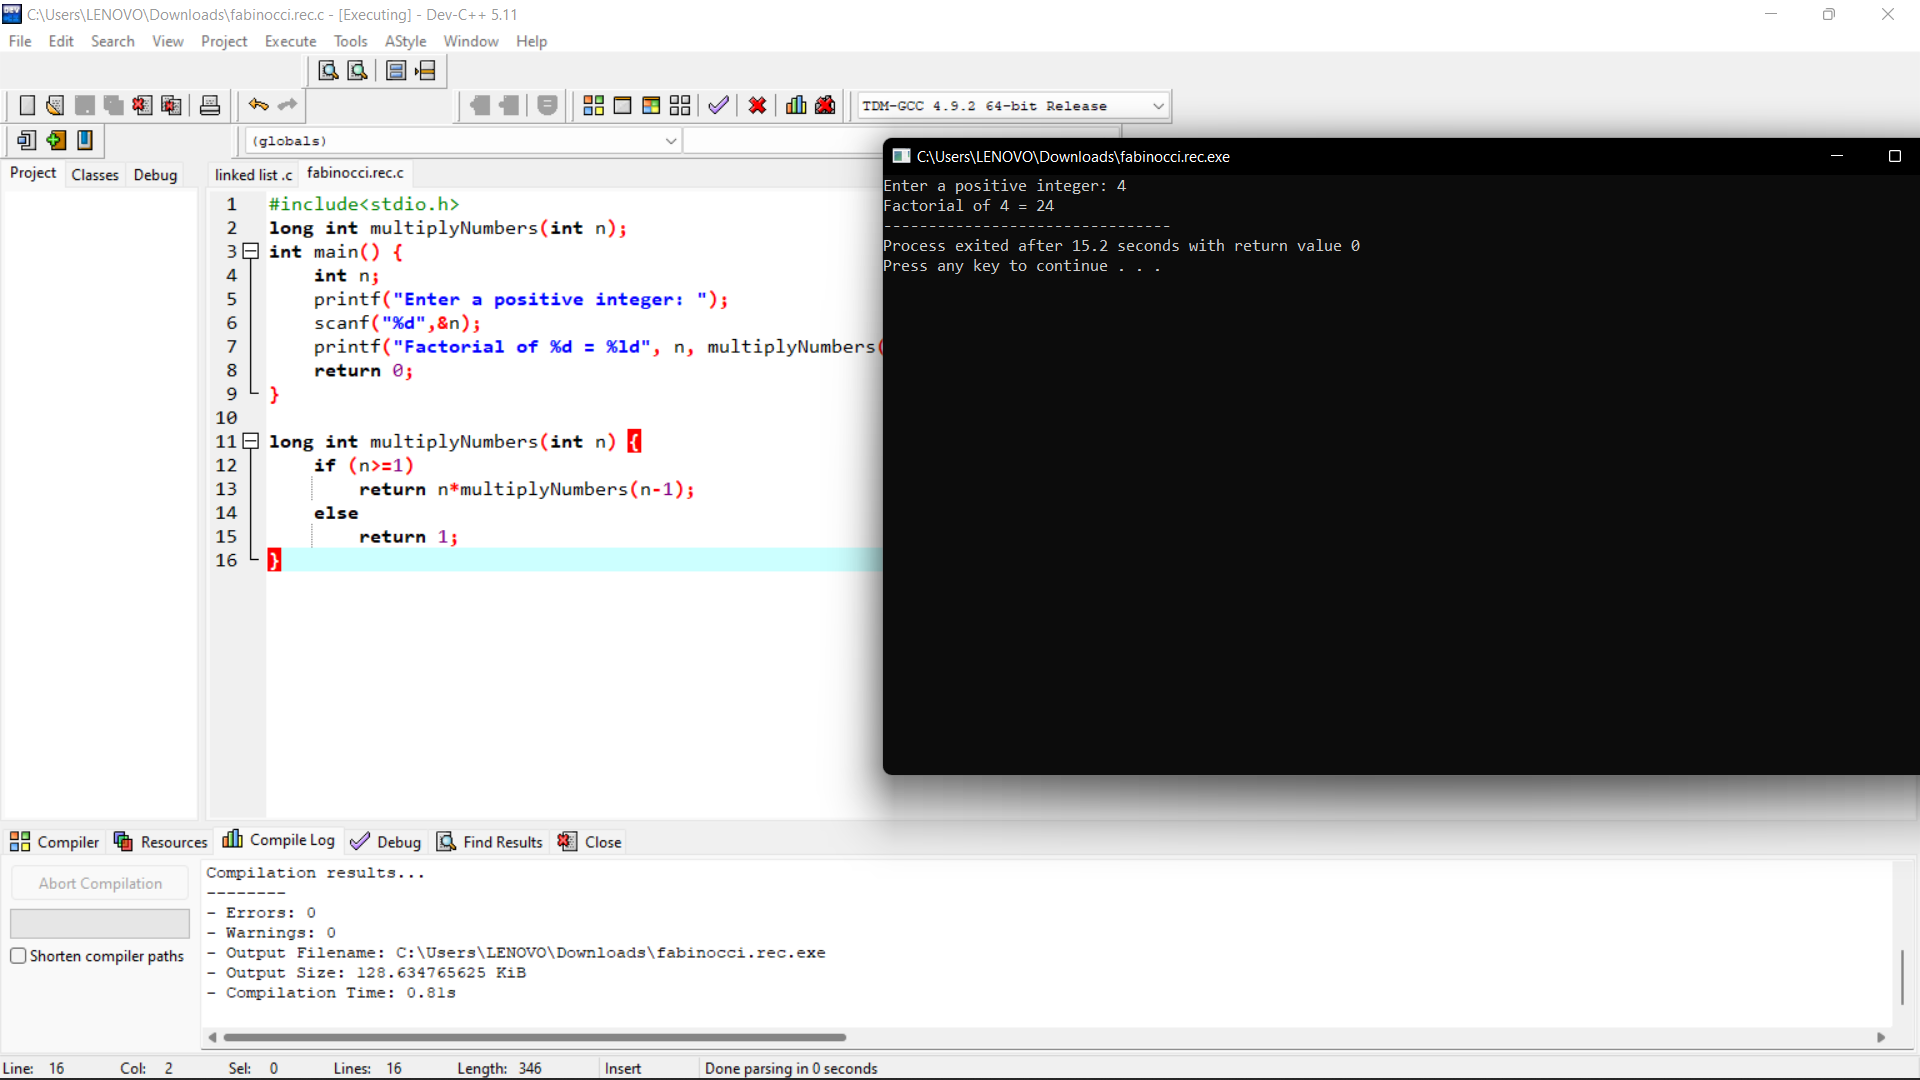 C:\Users\LENOVO\Downloads\fabinocci.rec.c - [Executing] - Dev-C++ 5.11
File Edit Search View Project Execute Tools AStyle Window Help
TDM-GCC 4.9.2 64-bit Release
(globals)
Project Classes Debug
linked list .c fabinocci.rec.c
1 #include<stdio.h>
2 long int multiplyNumbers(int n);
3 int main() {
4 int n;
5 printf("Enter a positive integer: ");
6 scanf("%d",&n);
7 printf("Factorial of %d = %ld", n, multiplyNumbers(
8 return 0;
9 }
10
11 long int multiplyNumbers(int n) {
12 if (n>=1)
13 return n*multiplyNumbers(n-1);
14 else
15 return 1;
16 }
C:\Users\LENOVO\Downloads\fabinocci.rec.exe
Enter a positive integer: 4
Factorial of 4 = 24
--------------------------------
Process exited after 15.2 seconds with return value 0
Press any key to continue . . .
Compiler Resources Compile Log Debug Find Results Close
Abort Compilation
Shorten compiler paths
Compilation results...
--------
- Errors: 0
- Warnings: 0
- Output Filename: C:\Users\LENOVO\Downloads\fabinocci.rec.exe
- Output Size: 128.634765625 KiB
- Compilation Time: 0.81s
Line: 16 Col: 2 Sel: 0 Lines: 16 Length: 346 Insert Done parsing in 0 seconds